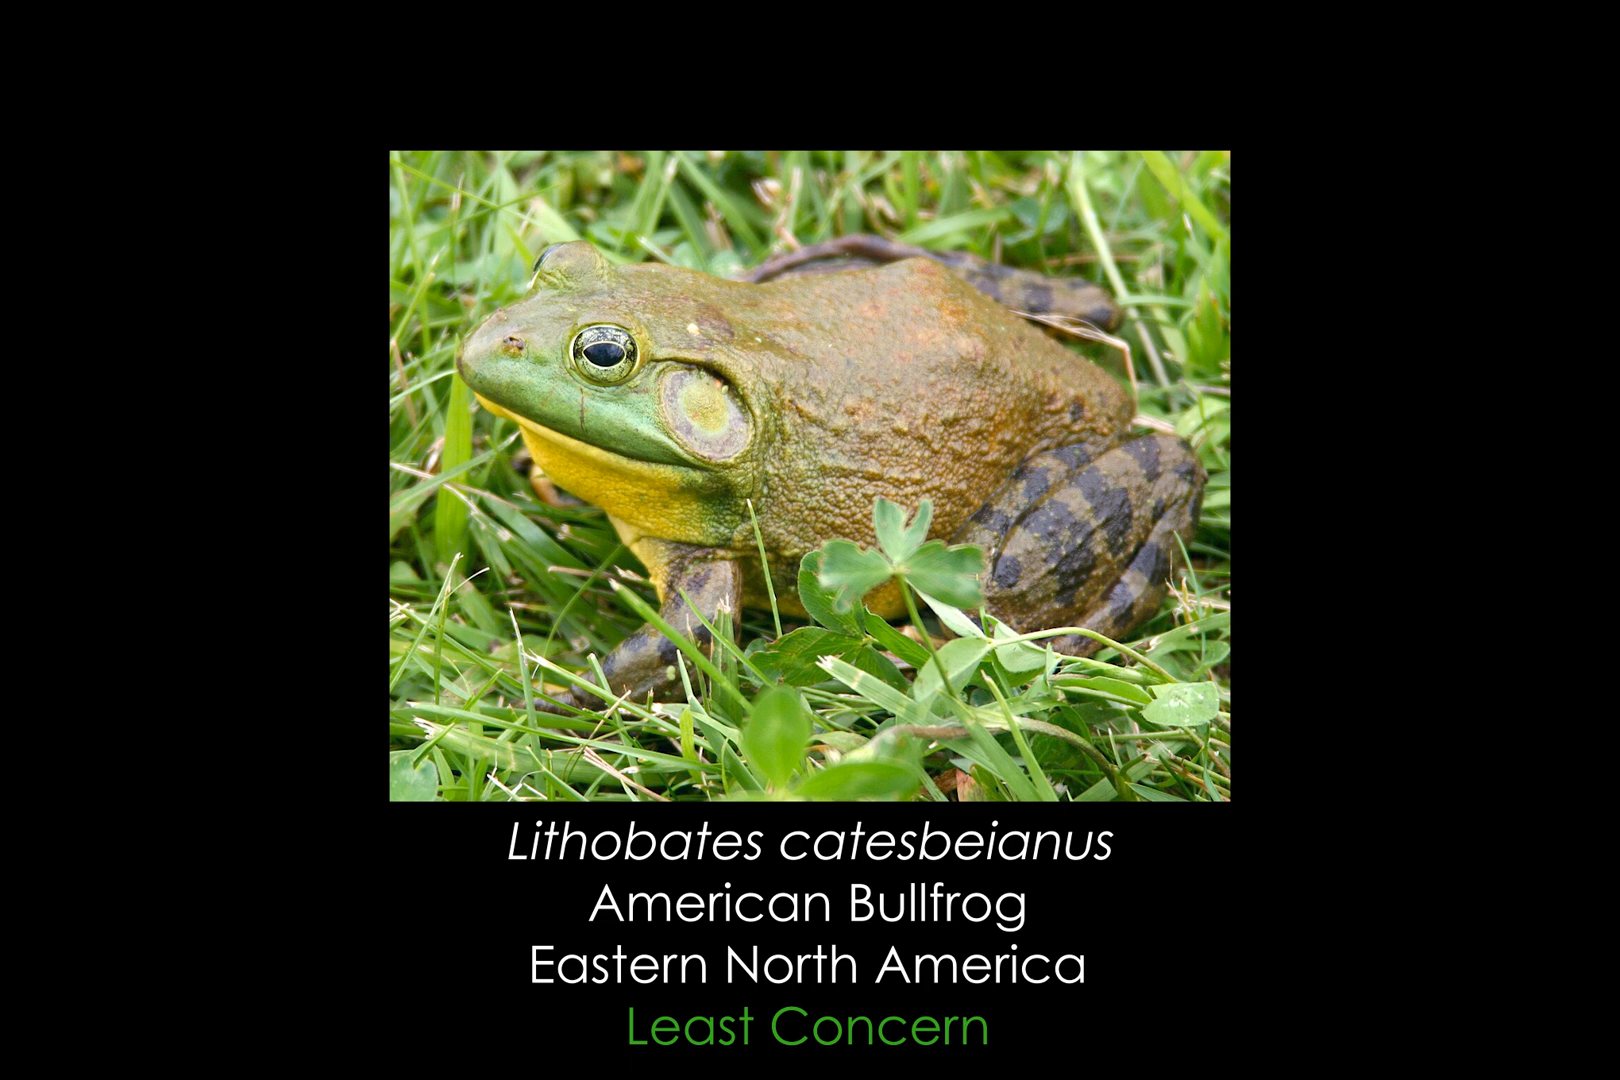 Lithobates catesbeianus
American Bullfrog
Eastern North America
Least Concern